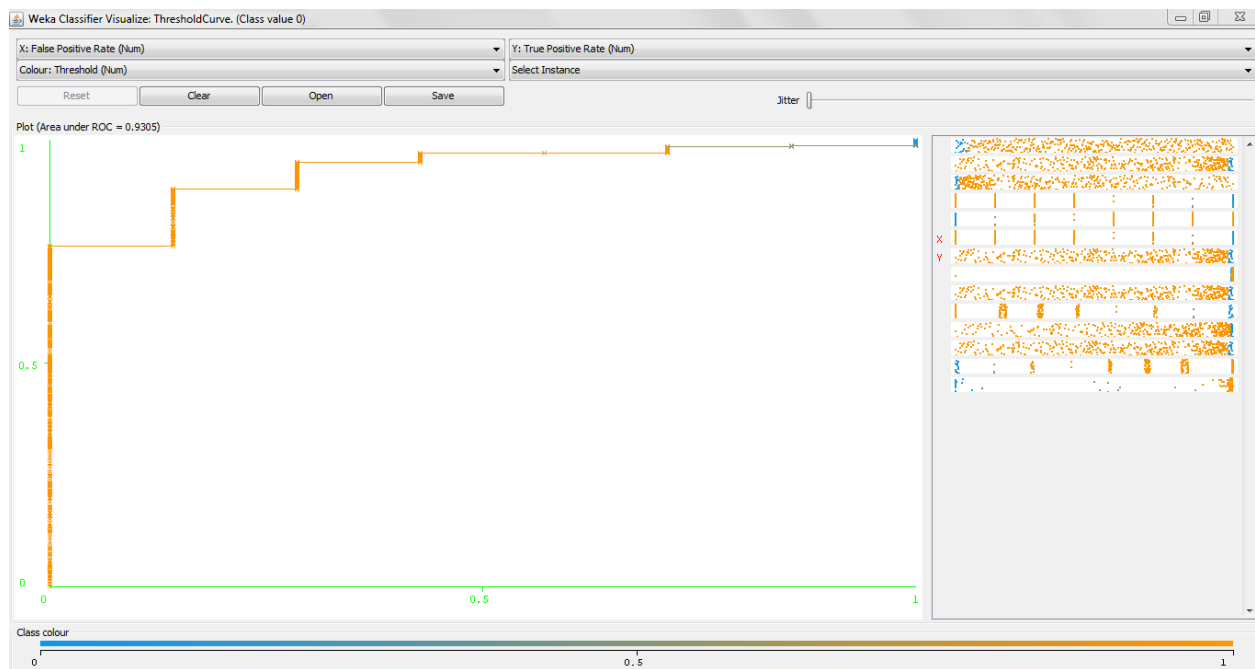 Weka Classifier Visualize: ThresholdCurve. (Class value 0)
X: False Positive Rate (Num) Y: True Positive Rate (Num)
Colour: Threshold (Num) Select Instance
Reset Clear Open Save Jitter
Plot (Area under ROC = 0.9305)
1
X
Y
0.5
0
0 0.5 1
Class colour
0 0.5 1